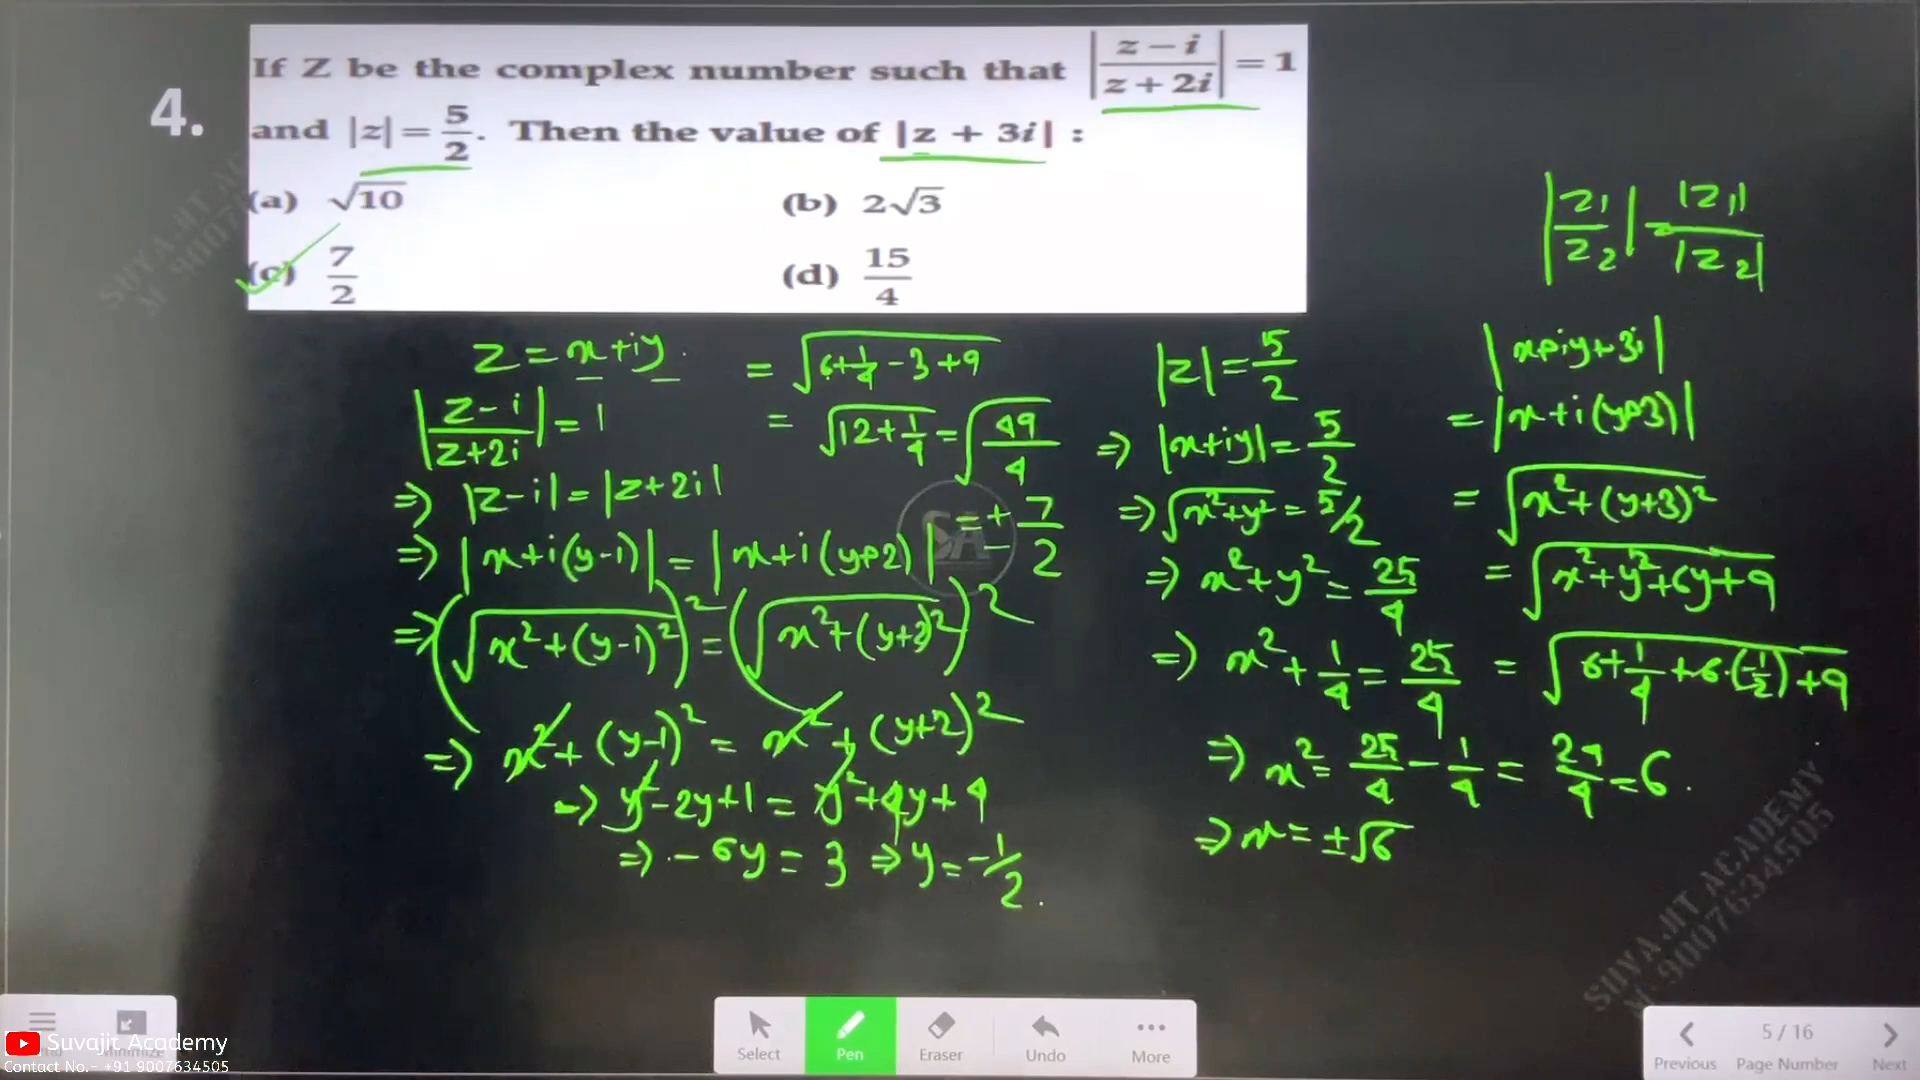 4.
If Z be the complex number such that |z − i / z + 2i| = 1
and |z| = 5/2. Then the value of |z + 3i| :
(a) √10
(b) 2√3
(c) 7/2
(d) 15/4
|z1/z2| = |z1|/|z2|
z = x+iy.
|z−i / z+2i| = 1
⇒ |z−i| = |z+2i|
⇒ |x+i(y−1)| = |x+i(y+2)|
⇒ (√x²+(y−1)²)² = (√x²+(y+2)²)²
⇒ x²+(y−1)² = x²+(y+2)²
⇒ y²−2y+1 = y²+4y+4
⇒ −6y = 3 ⇒ y = −1/2.
= √6+1/4−3+9
= √12+1/4 = √49/4
= ± 7/2
|z| = 5/2
⇒ |x+iy| = 5/2
⇒ √x²+y² = 5/2
⇒ x²+y² = 25/4
⇒ x²+1/4 = 25/4
⇒ x² = 25/4 − 1/4 = 24/4 = 6.
⇒ x = ±√6
|x+iy+3i|
= |x+i(y+3)|
= √x²+(y+3)²
= √x²+y²+6y+9
= √6+1/4+6·(−1/2)+9
SA
SUVAJIT ACADEMY
M-9007634505
Suvajit Academy
Contact No.- +91 9007634505
Select
Pen
Eraser
Undo
More
5 / 16
Previous
Page Number
Next